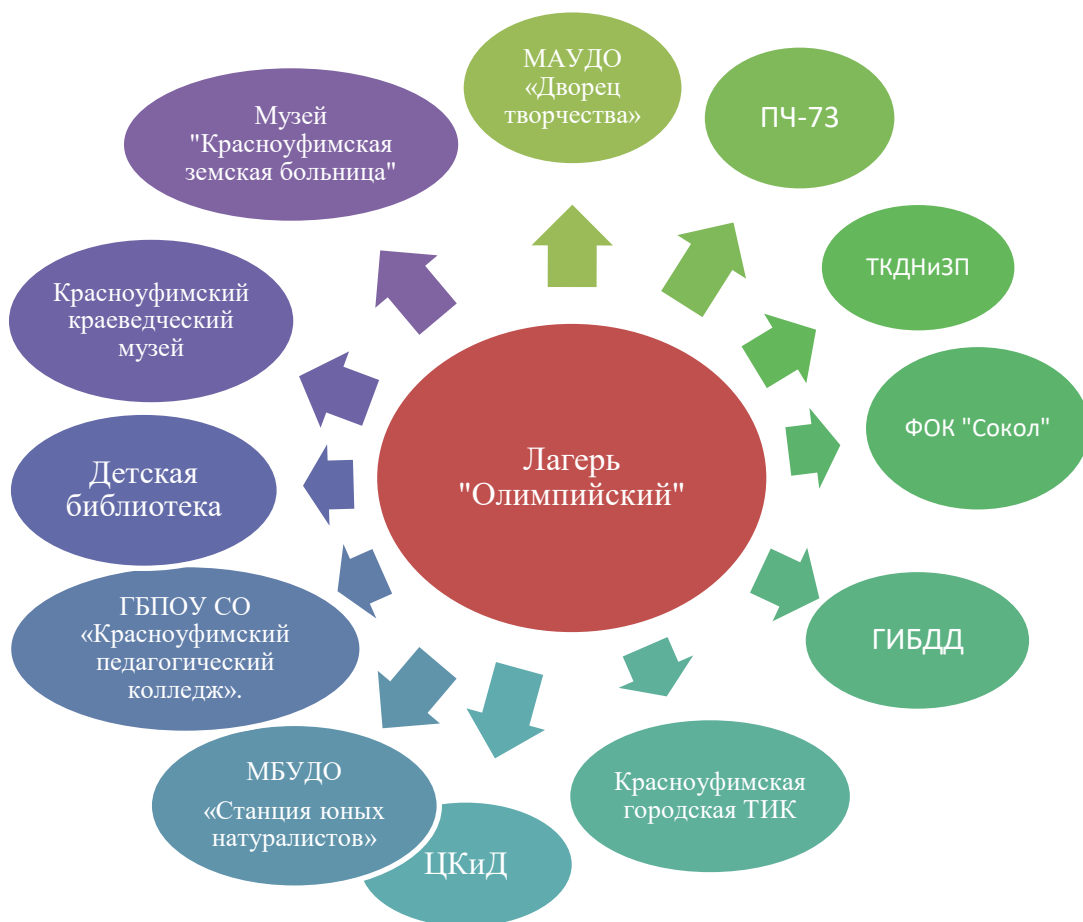 МАУДО
«Дворец
творчества»
ПЧ-73
ТКДНиЗП
ФОК "Сокол"
ГИБДД
Красноуфимская
городская ТИК
ЦКиД
МБУДО
«Станция юных
натуралистов»
ГБПОУ СО
«Красноуфимский
педагогический
колледж».
Детская
библиотека
Красноуфимский
краеведческий
музей
Музей
"Красноуфимская
земская больница"
Лагерь
"Олимпийский"